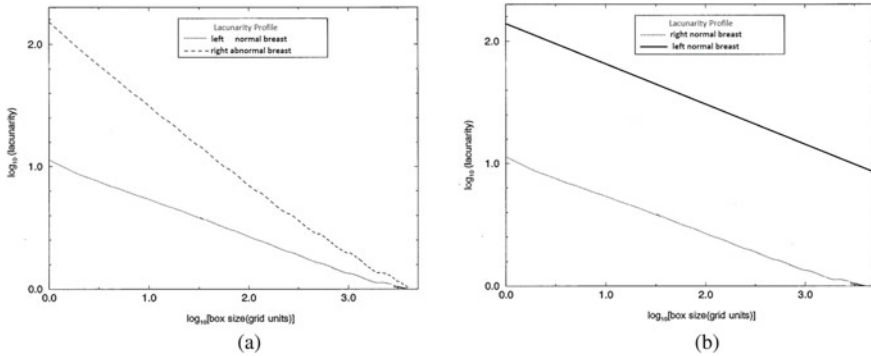 Lacunarity Profile
left normal breast
right abnormal breast
2.0
1.0
0.0
log10 (lacunarity)
0.0 1.0 2.0 3.0
log10[box size(grid units)]
(a)
Lacunarity Profile
right normal breast
left normal breast
2.0
1.0
0.0
log10 (lacunarity)
0.0 1.0 2.0 3.0
log10[box size(grid units)]
(b)